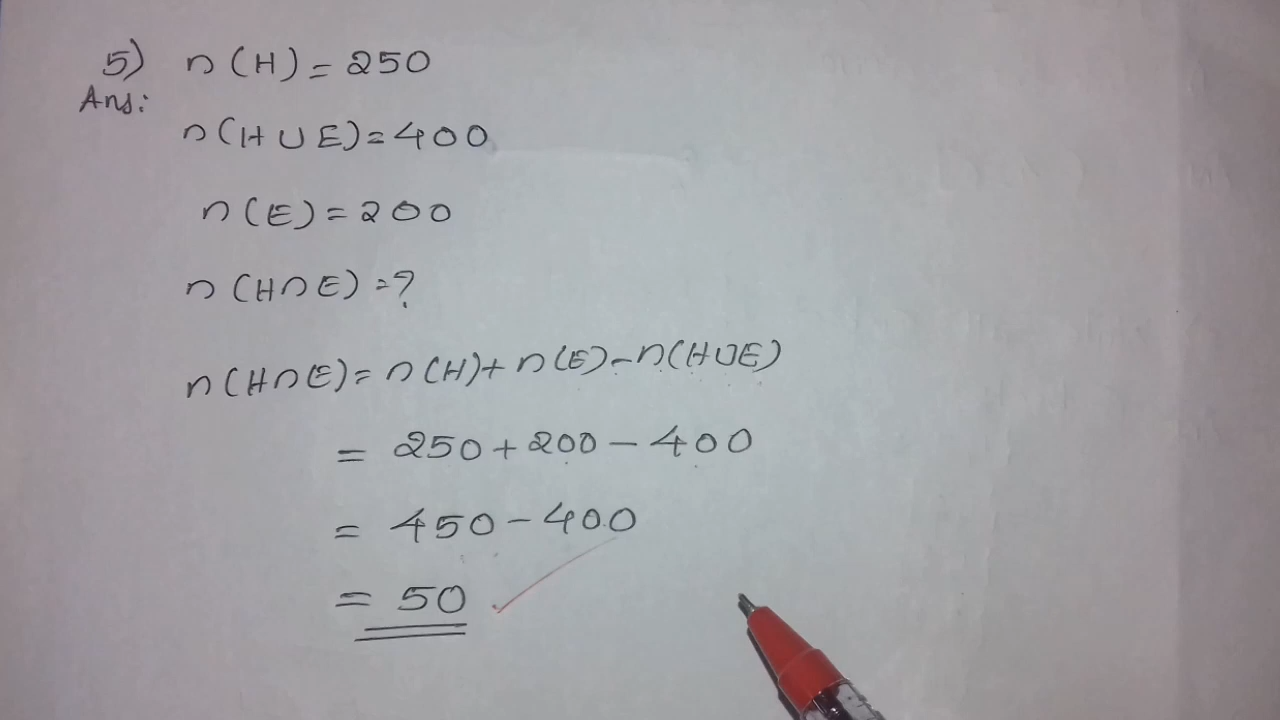 5) n(H) = 250
Ans:
n(H∪E) = 400
n(E) = 200
n(H∩E) = ?
n(H∩E) = n(H) + n(E) - n(H∪E)
= 250 + 200 - 400
= 450 - 400
= 50